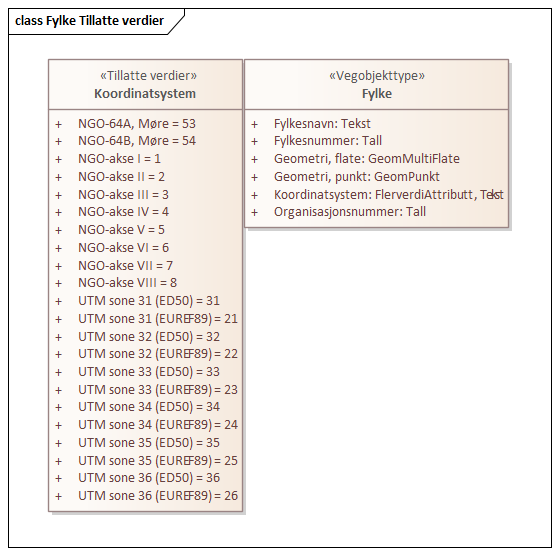 class Fylke Tillatte verdier
«Tillatte verdier»
Koordinatsystem
+ NGO-64A, Møre = 53
+ NGO-64B, Møre = 54
+ NGO-akse I = 1
+ NGO-akse II = 2
+ NGO-akse III = 3
+ NGO-akse IV = 4
+ NGO-akse V = 5
+ NGO-akse VI = 6
+ NGO-akse VII = 7
+ NGO-akse VIII = 8
+ UTM sone 31 (ED50) = 31
+ UTM sone 31 (EUREF89) = 21
+ UTM sone 32 (ED50) = 32
+ UTM sone 32 (EUREF89) = 22
+ UTM sone 33 (ED50) = 33
+ UTM sone 33 (EUREF89) = 23
+ UTM sone 34 (ED50) = 34
+ UTM sone 34 (EUREF89) = 24
+ UTM sone 35 (ED50) = 35
+ UTM sone 35 (EUREF89) = 25
+ UTM sone 36 (ED50) = 36
+ UTM sone 36 (EUREF89) = 26
«Vegobjekttype»
Fylke
+ Fylkesnavn: Tekst
+ Fylkesnummer: Tall
+ Geometri, flate: GeomMultiFlate
+ Geometri, punkt: GeomPunkt
+ Koordinatsystem: FlerverdiAttributt, Tekst
+ Organisasjonsnummer: Tall